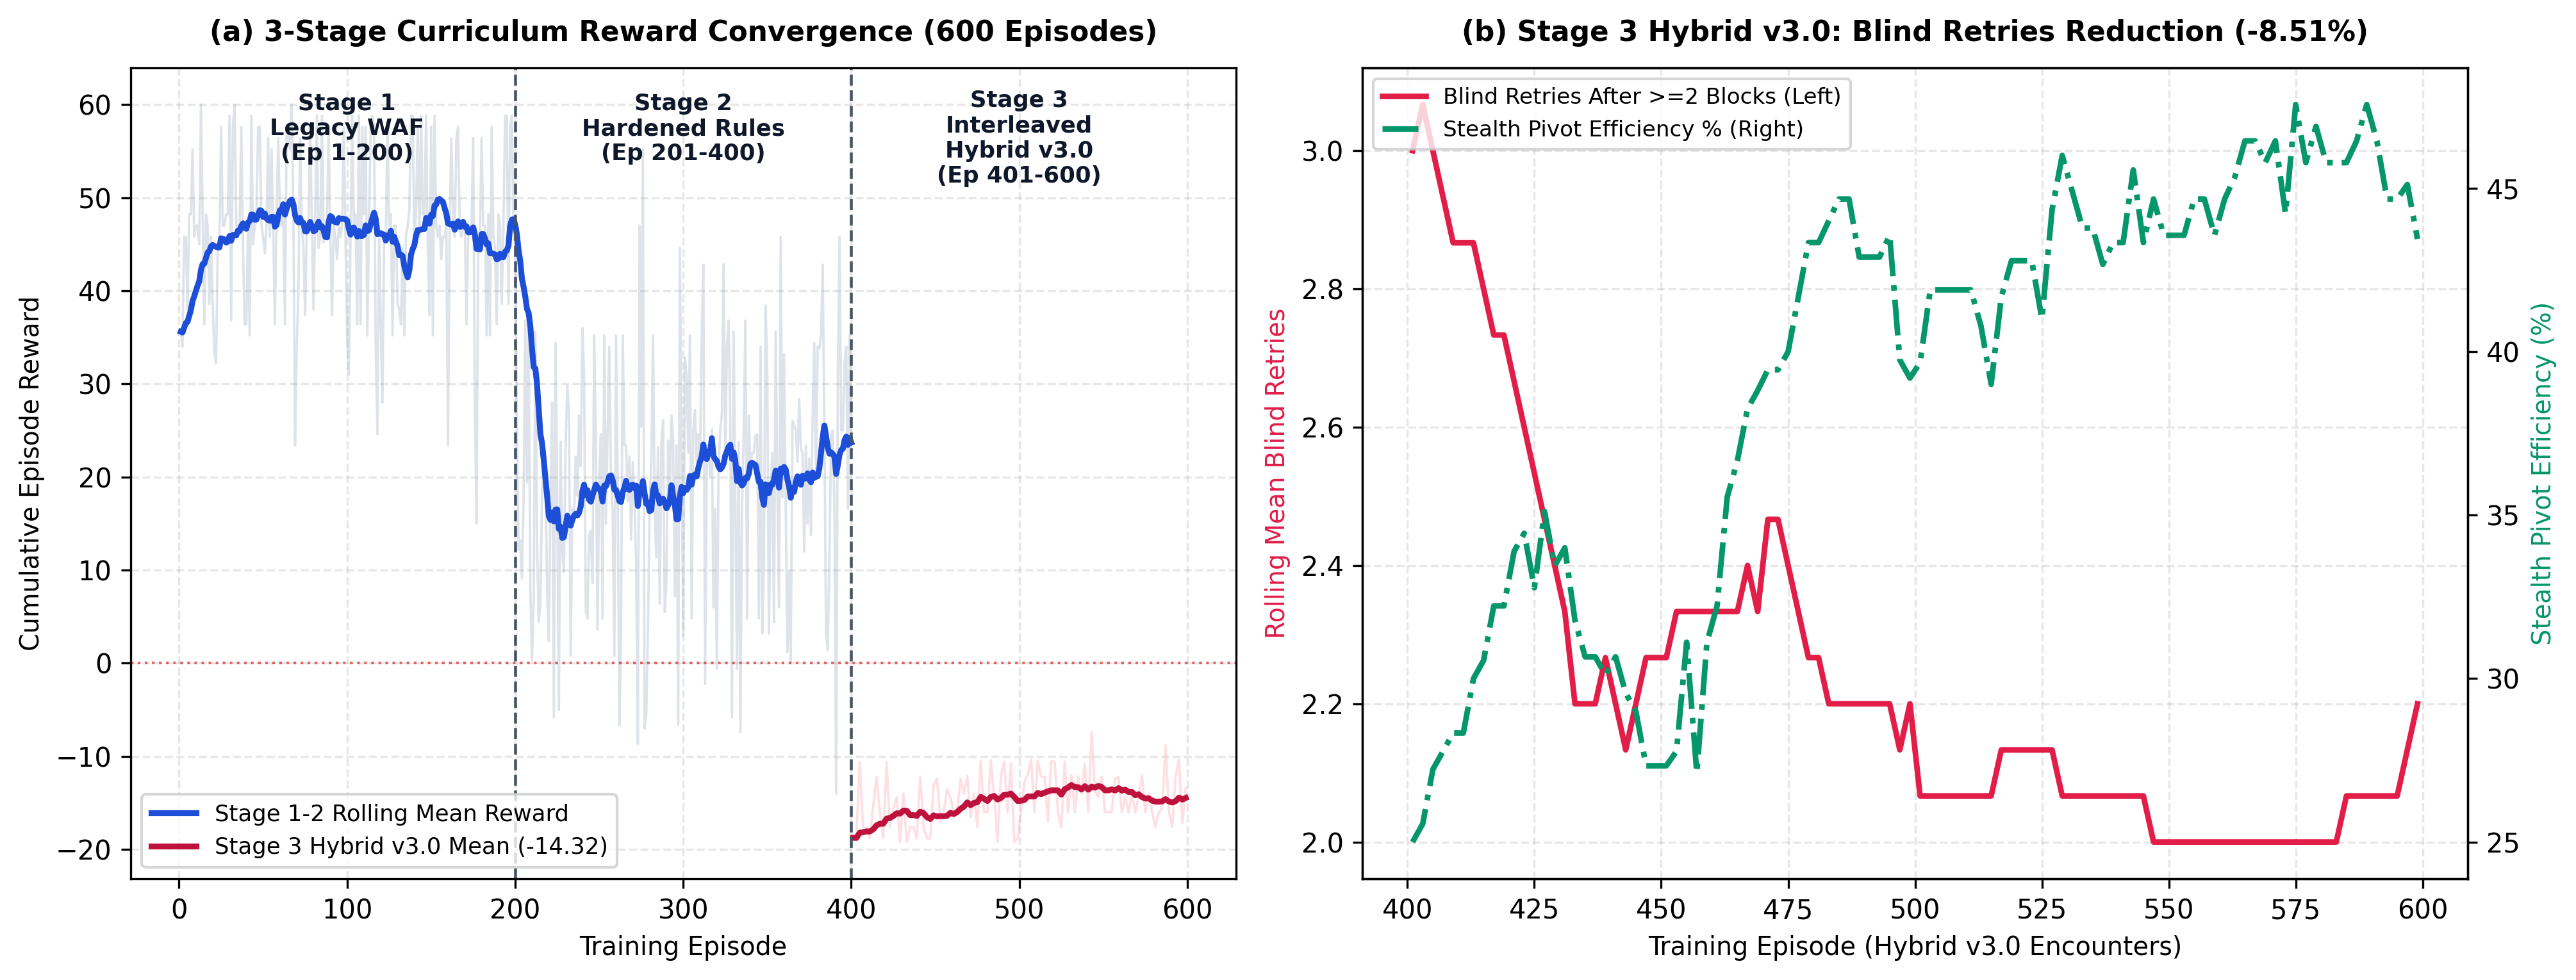 (a) 3-Stage Curriculum Reward Convergence (600 Episodes)
Stage 1
Legacy WAF
(Ep 1-200)
Stage 2
Hardened Rules
(Ep 201-400)
Stage 3
Interleaved
Hybrid v3.0
(Ep 401-600)
60
50
40
30
20
10
0
−10
−20
Cumulative Episode Reward
Stage 1-2 Rolling Mean Reward
Stage 3 Hybrid v3.0 Mean (-14.32)
0
100
200
300
400
500
600
Training Episode
(b) Stage 3 Hybrid v3.0: Blind Retries Reduction (-8.51%)
Blind Retries After >=2 Blocks (Left)
Stealth Pivot Efficiency % (Right)
3.0
2.8
2.6
2.4
2.2
2.0
Rolling Mean Blind Retries
45
40
35
30
25
Stealth Pivot Efficiency (%)
400
425
450
475
500
525
550
575
600
Training Episode (Hybrid v3.0 Encounters)